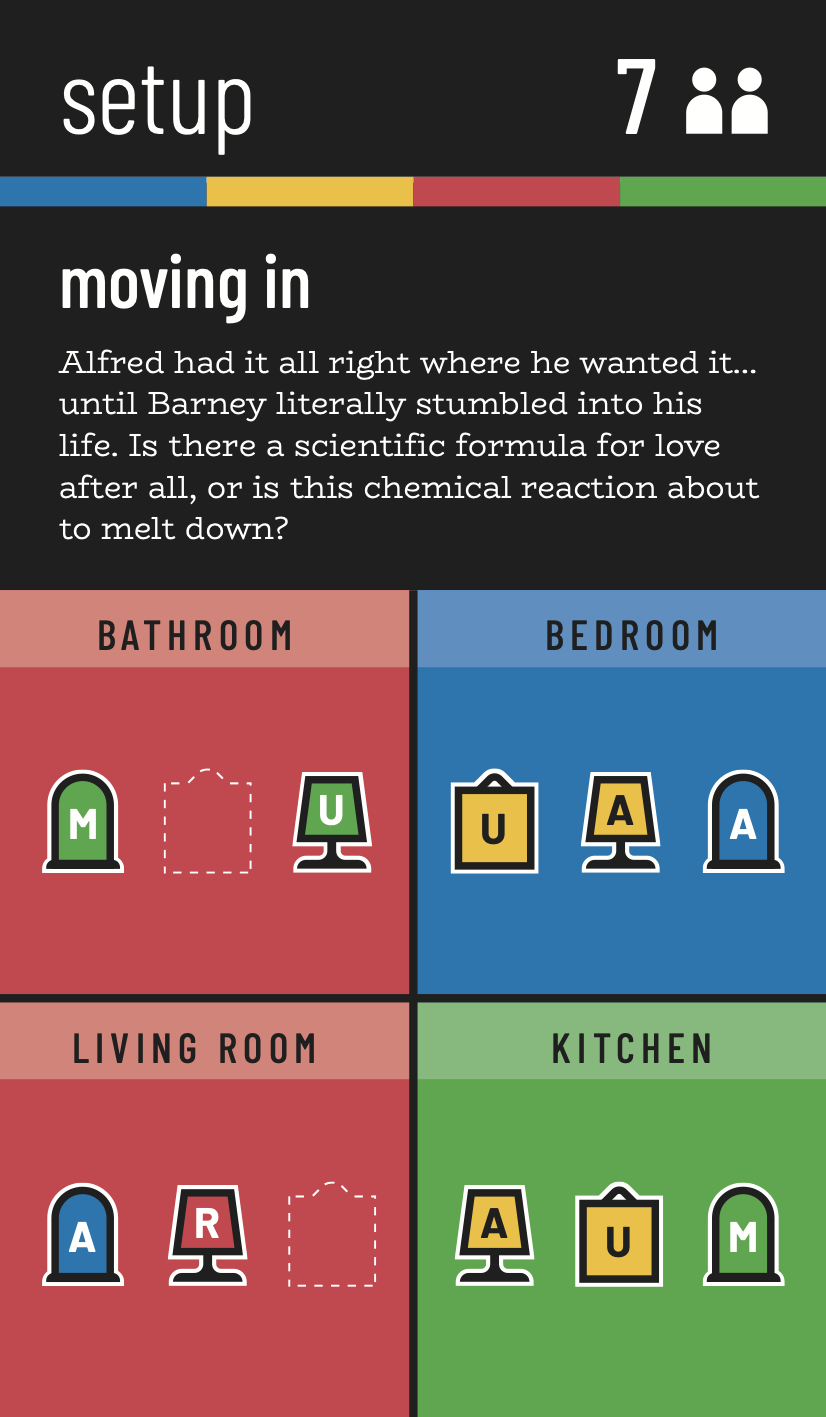 setup
7
moving in
Alfred had it all right where he wanted it...
until Barney literally stumbled into his
life. Is there a scientific formula for love
after all, or is this chemical reaction about
to melt down?
BATHROOM
M U
BEDROOM
U A A
LIVING ROOM
A R
KITCHEN
A U M